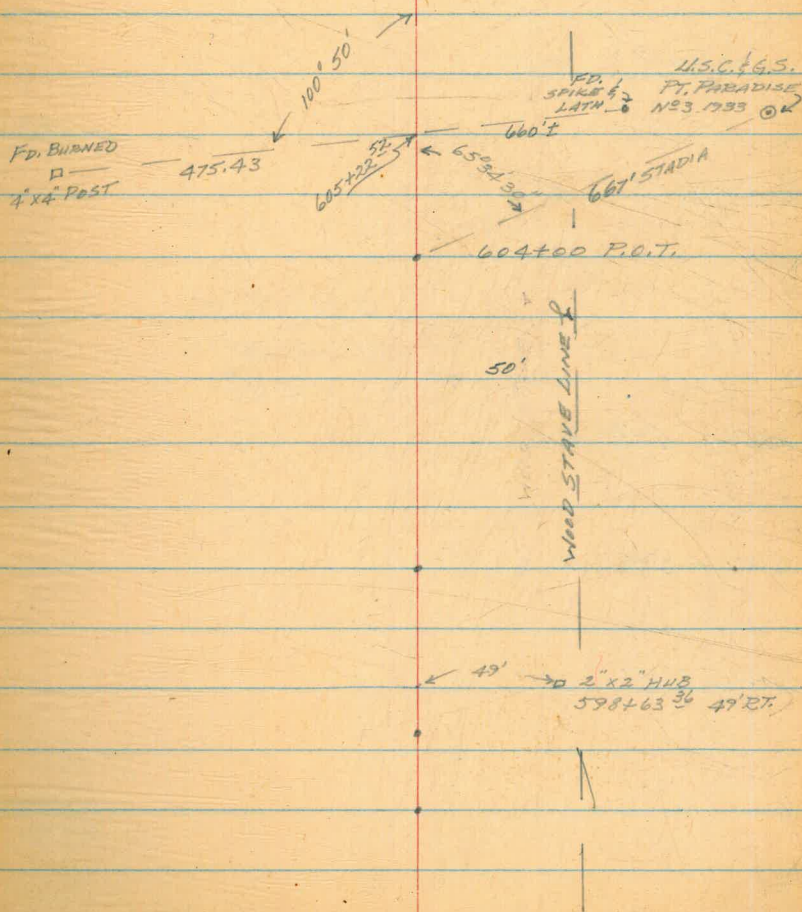 100° 50'
U.S.C. & G.S.
PT. PARADISE
Nº3 1933
FD.
SPIKE &
LATH
660'±
FD. BURNED
4"x4" POST
475.43
605+22 52
65° 34' 30"
667' STADIA
604+00 P.O.T.
50'
WOOD STAVE LINE
49'
2"x2" HUB
598+63 36 49' RT.